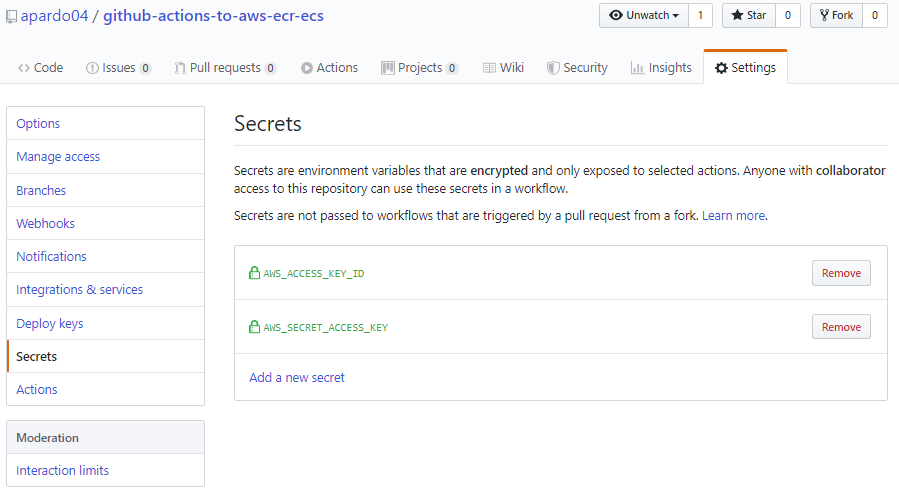 apardo04 / github-actions-to-aws-ecr-ecs
Unwatch 1 Star 0 Fork 0
Code Issues 0 Pull requests 0 Actions Projects 0 Wiki Security Insights Settings
Options
Manage access
Branches
Webhooks
Notifications
Integrations & services
Deploy keys
Secrets
Actions
Moderation
Interaction limits
Secrets
Secrets are environment variables that are encrypted and only exposed to selected actions. Anyone with collaborator
access to this repository can use these secrets in a workflow.
Secrets are not passed to workflows that are triggered by a pull request from a fork. Learn more.
AWS_ACCESS_KEY_ID Remove
AWS_SECRET_ACCESS_KEY Remove
Add a new secret